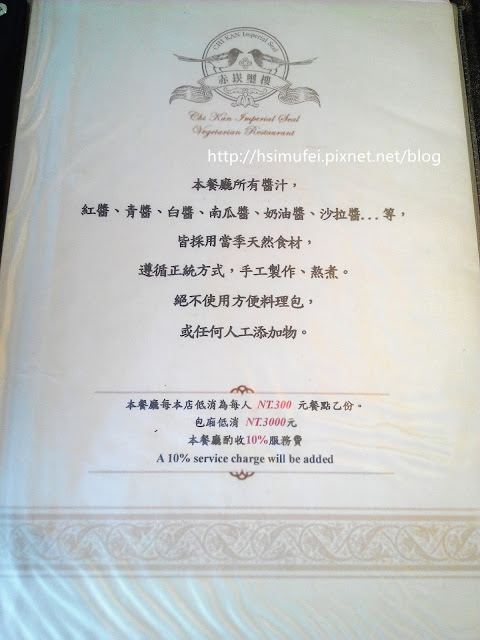 CHI KAN Imperial Seal
赤崁璽樓
Chi Kan Imperial Seal
Vegetarian Restaurant
http://hsimufei.pixnet.net/blog
本餐廳所有醬汁，
紅醬、青醬、白醬、南瓜醬、奶油醬、沙拉醬...等，
皆採用當季天然食材，
遵循正統方式，手工製作、熬煮。
絕不使用方便料理包，
或任何人工添加物。
本餐廳每本店低消為每人 NT.300 元餐點乙份。
包廂低消 NT.3000元
本餐廳酌收10%服務費
A 10% service charge will be added